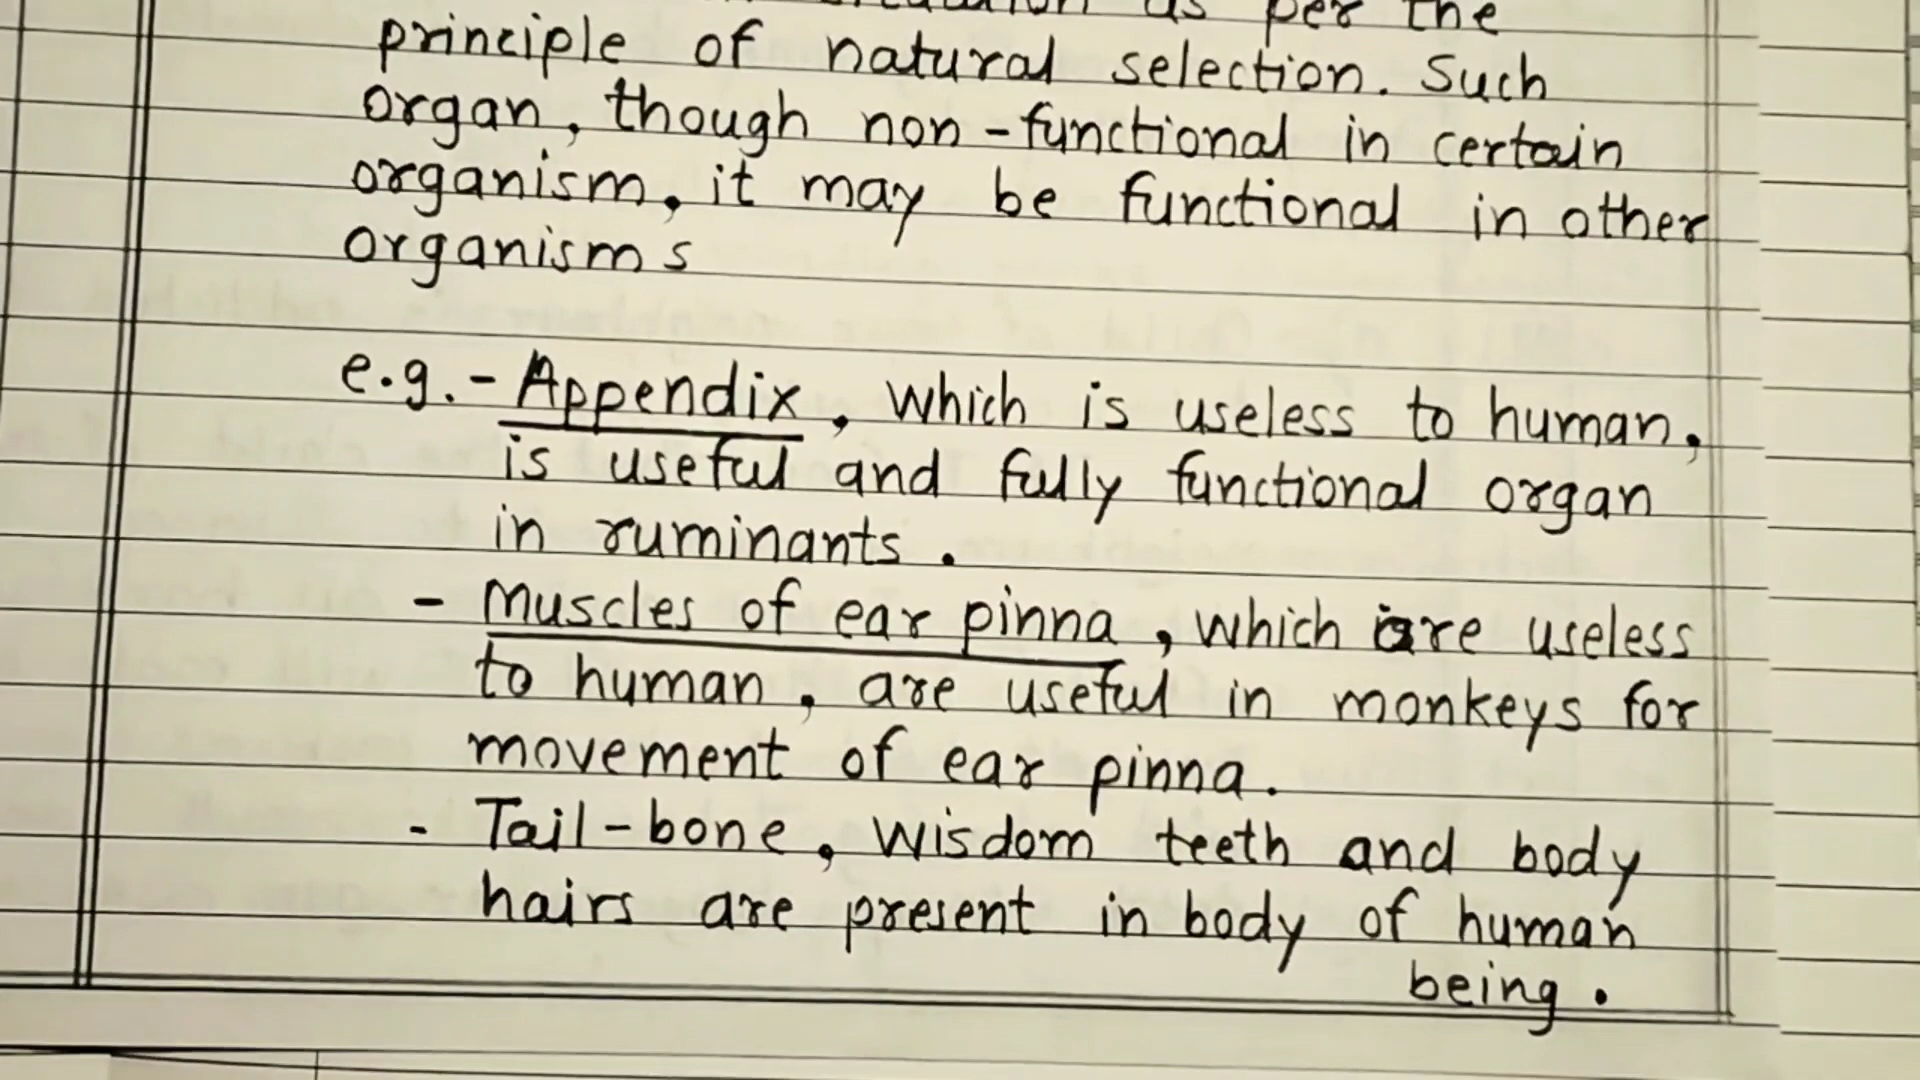 as per the
principle of natural selection. Such
organ, though non-functional in certain
organism, it may be functional in other
organisms
e.g.- Appendix, which is useless to human,
is useful and fully functional organ
in ruminants.
- Muscles of ear pinna, which are useless
to human, are useful in monkeys for
movement of ear pinna.
- Tail-bone, wisdom teeth and body
hairs are present in body of human
being.